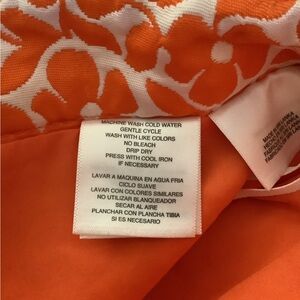 MACHINE WASH COLD WATER
GENTLE CYCLE
WASH WITH LIKE COLORS
NO BLEACH
DRIP DRY
PRESS WITH COOL IRON
IF NECESSARY
LAVAR A MAQUINA EN AGUA FRIA
CICLO SUAVE
LAVAR CON COLORES SIMILARES
NO UTILIZAR BLANQUEADOR
SECAR AL AIRE
PLANCHAR CON PLANCHA TIBIA
SI ES NECESARIO
MADE IN